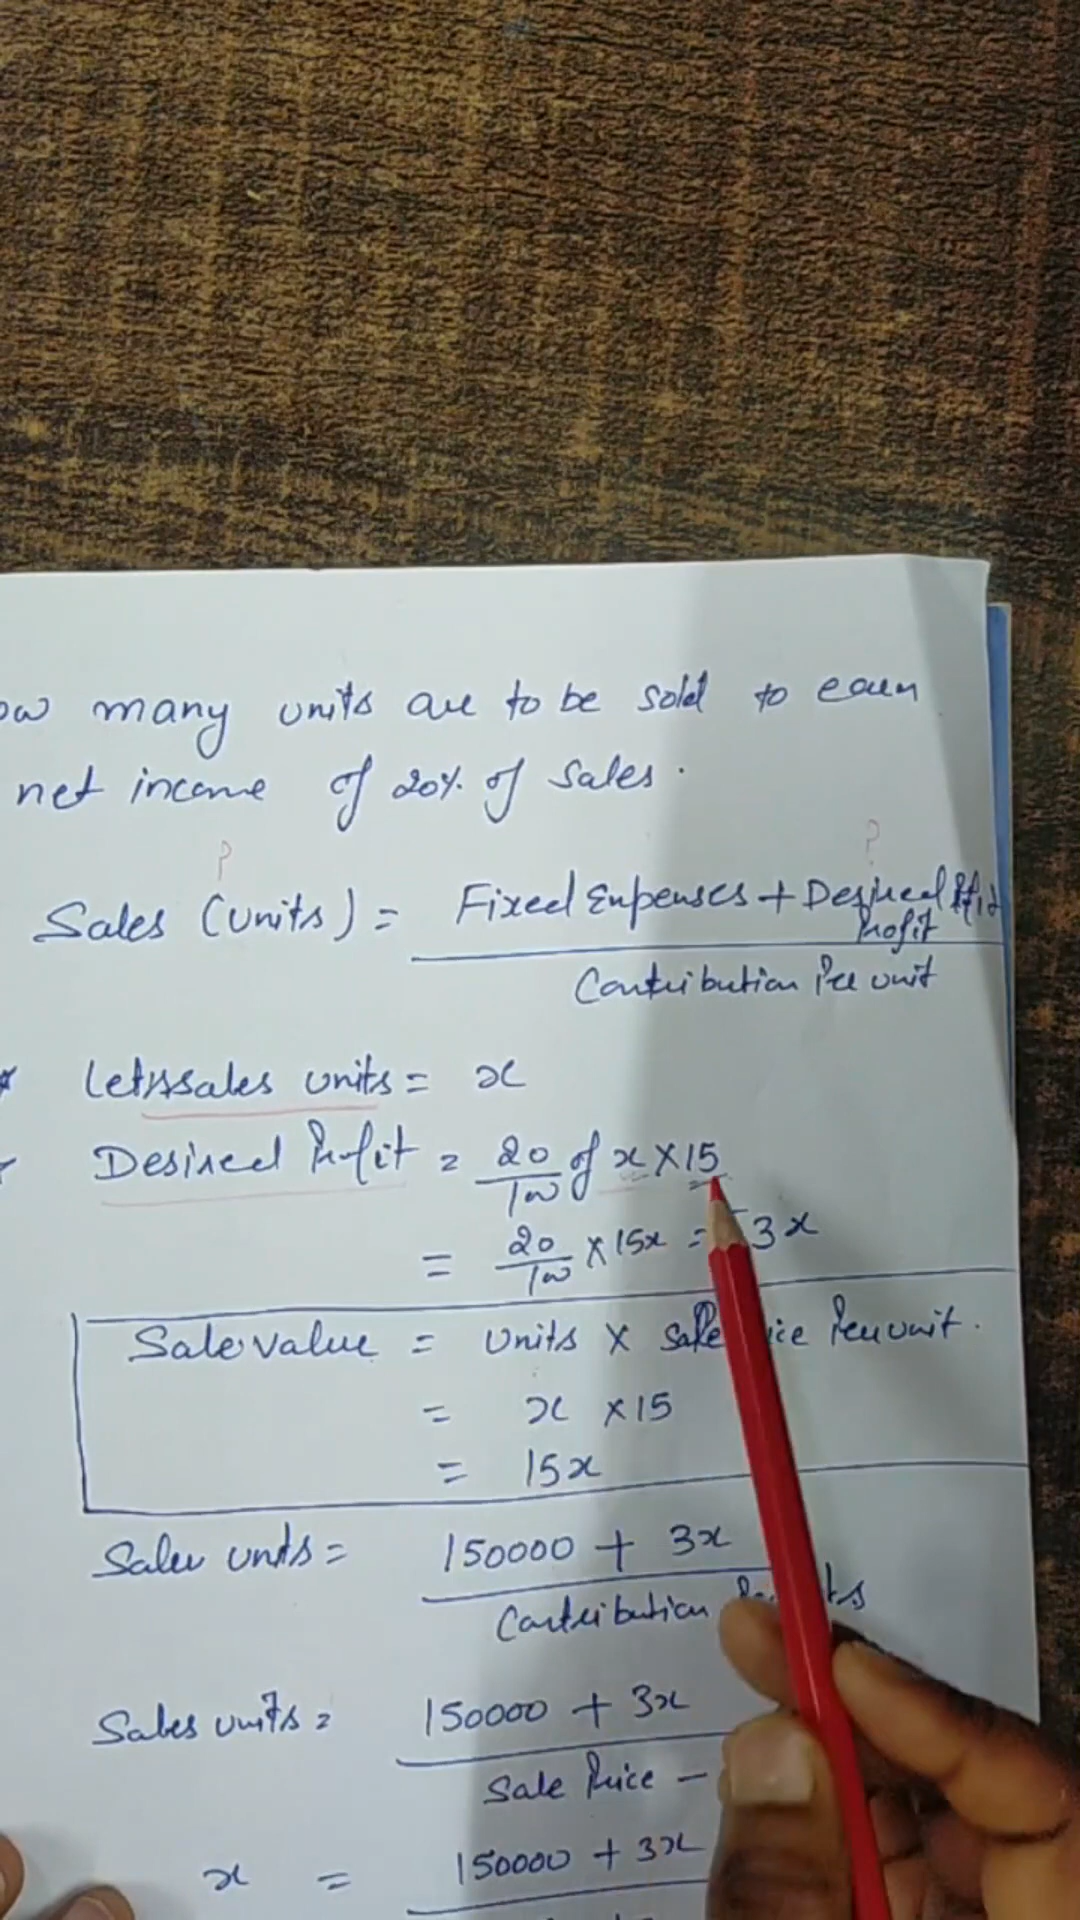 many units are to be sold to earn
net income of 20% of sales.
? ?
Sales (units) = Fixed Expenses + Desired
Profit
Contribution Per unit
Let sales units = x
Desired Profit = 20/100 of x × 15
= 20/100 × 15x = 3x
Sale value = units × Per unit.
= x × 15
= 15x
Sales units = 150000 + 3x
Contribution
Sales units = 150000 + 3x
Sale Price -
x = 150000 + 3x